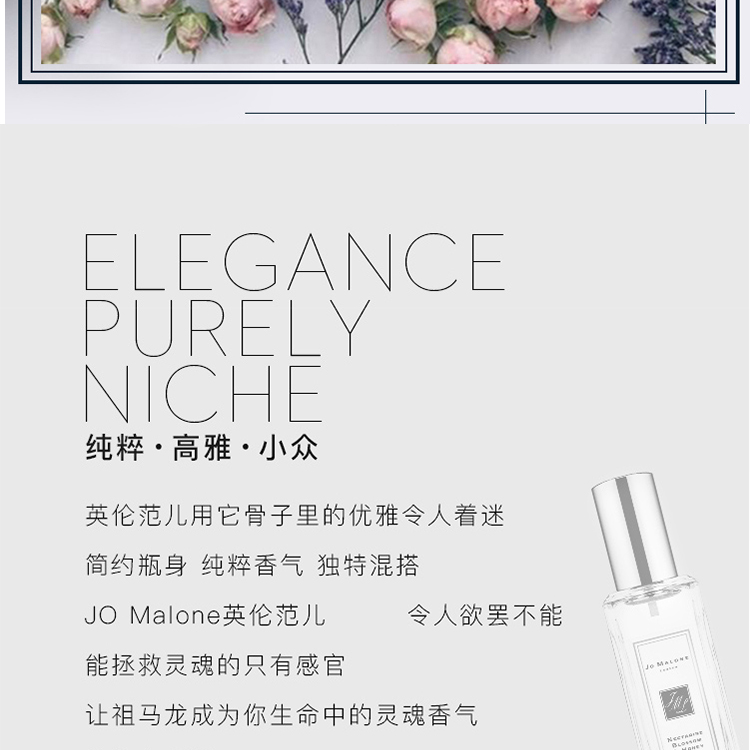 ELEGANCE
PURELY
NICHE
纯粹·高雅·小众
英伦范儿用它骨子里的优雅令人着迷
简约瓶身 纯粹香气 独特混搭
JO Malone英伦范儿 令人欲罢不能
能拯救灵魂的只有感官
让祖马龙成为你生命中的灵魂香气
JO MALONE
LONDON
NECTARINE
BLOSSOM
HONEY